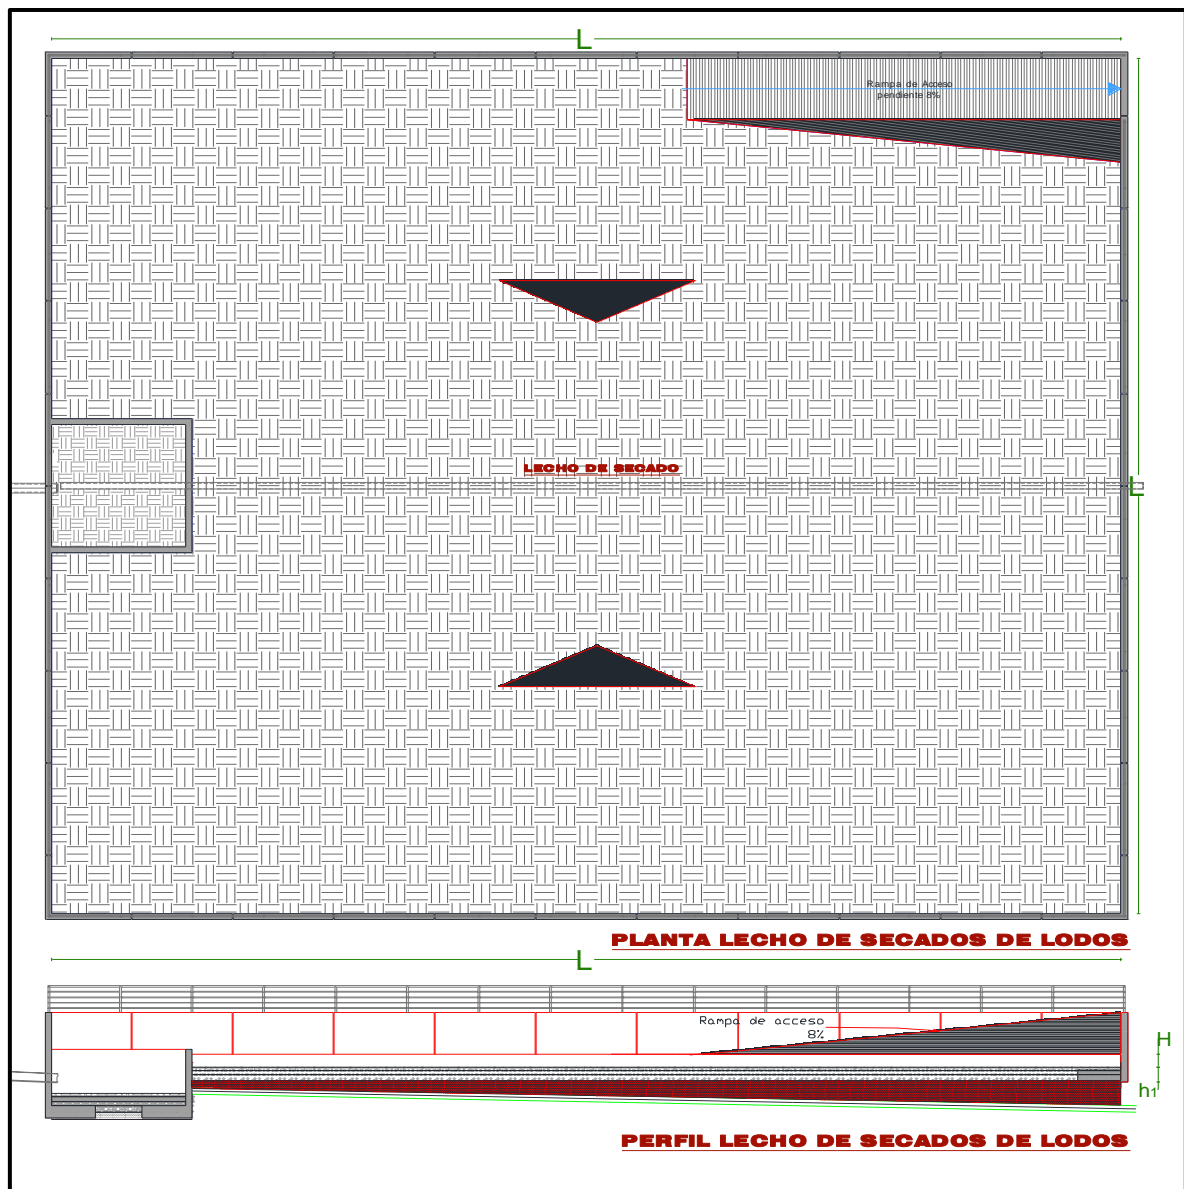 L
Rampa de Acceso
pendiente 8%
LECHO DE SECADO
L
PLANTA LECHO DE SECADOS DE LODOS
L
Rampa de acceso
8%
H
h1
PERFIL LECHO DE SECADOS DE LODOS